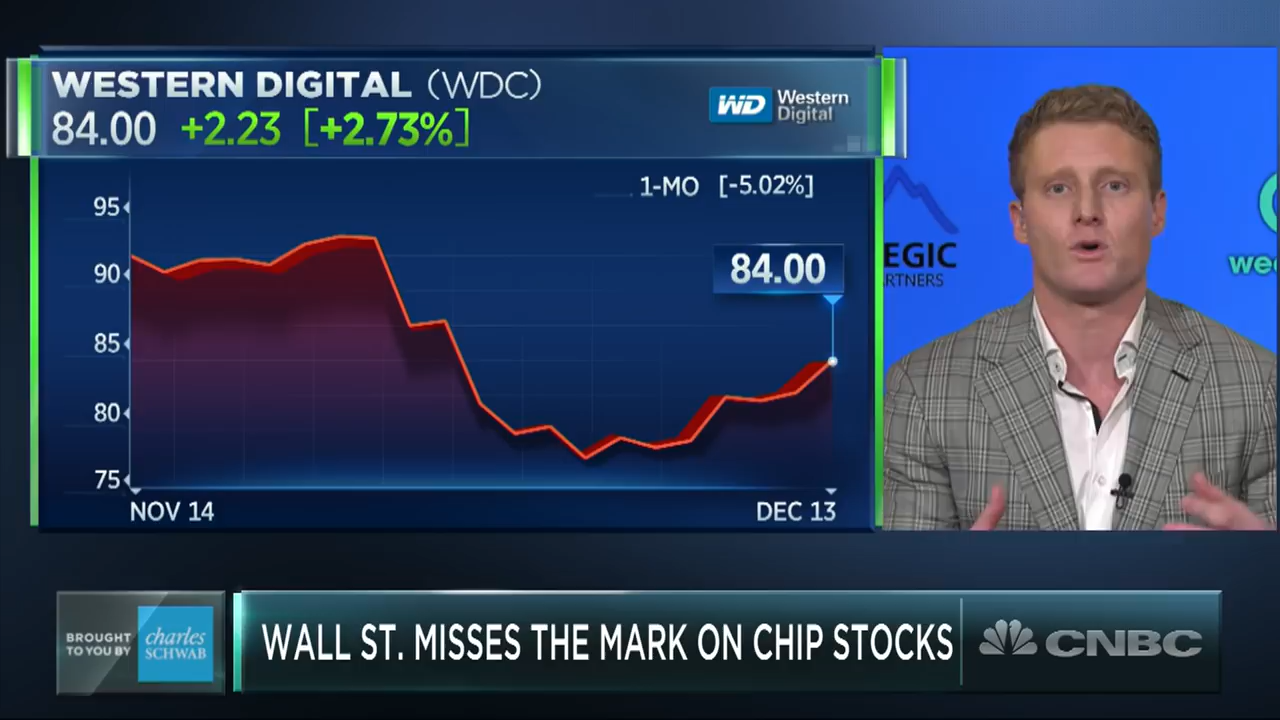 WESTERN DIGITAL (WDC)
84.00 +2.23 [+2.73%]
WD Western
Digital
1-MO [-5.02%]
95
90
85
80
75
84.00
NOV 14
DEC 13
EGIC
RTNERS
wee
BROUGHT
TO YOU BY
charles
SCHWAB
WALL ST. MISSES THE MARK ON CHIP STOCKS
CNBC